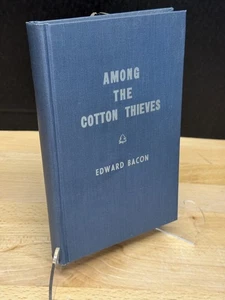 AMONG
THE
COTTON THIEVES
EDWARD BACON